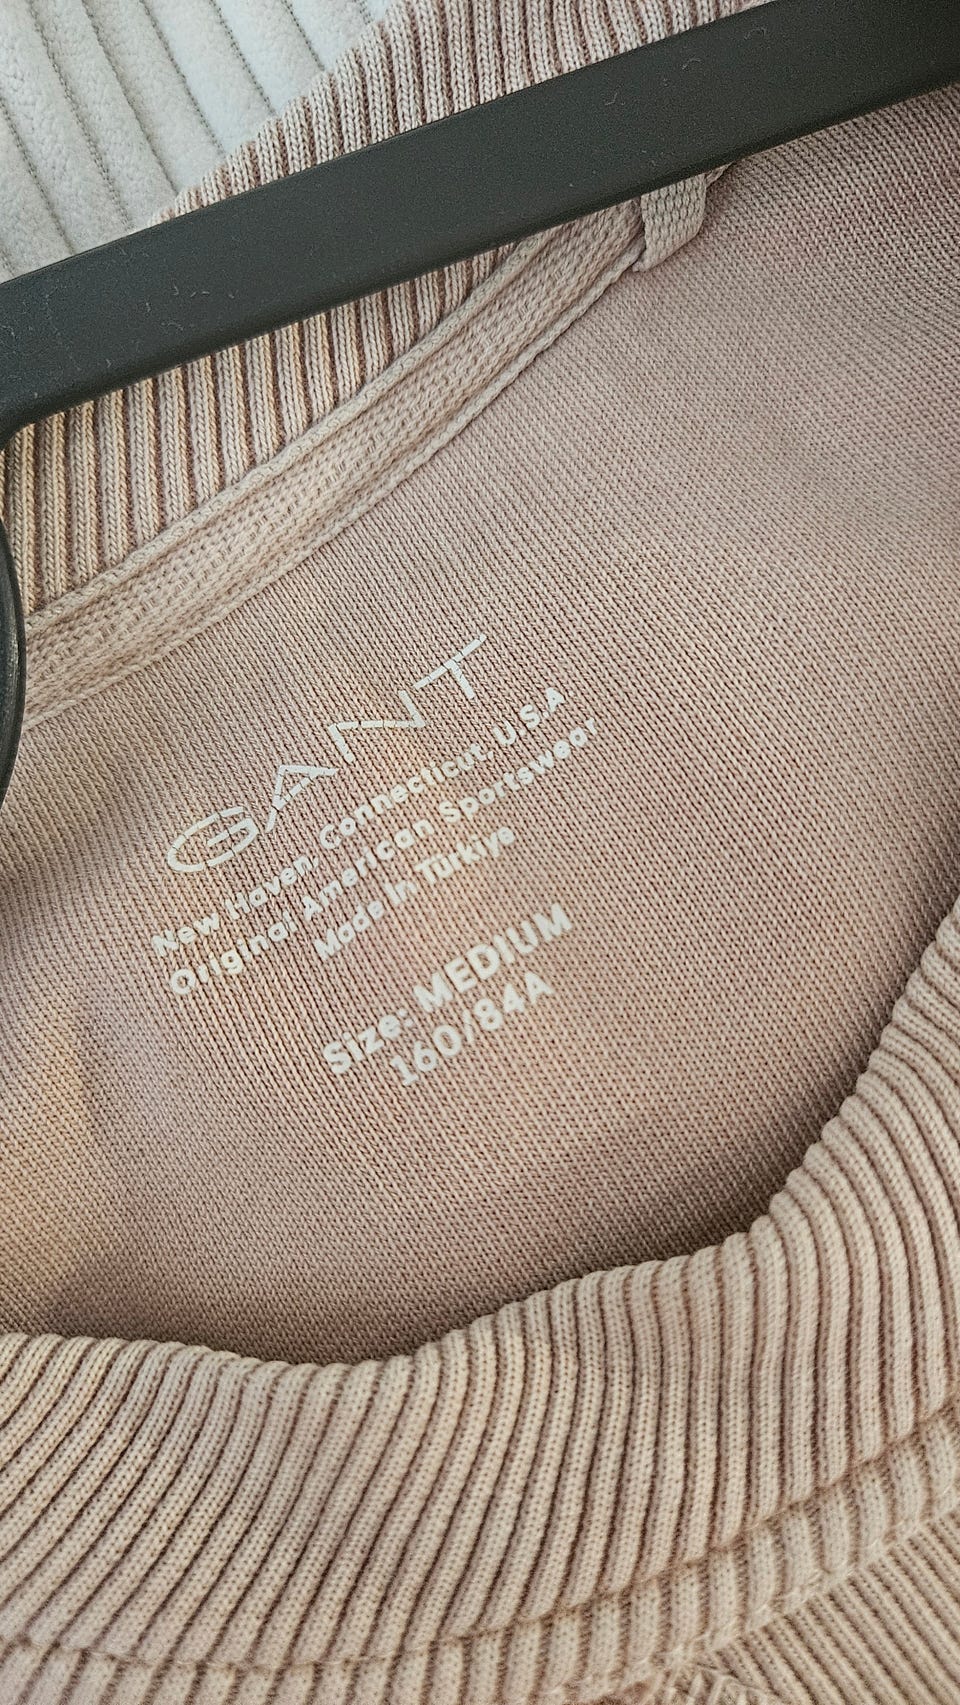 GANT
New Haven, Connecticut, U.S.A
Original American Sportswear
Made in Türkiye
Size: MEDIUM
160/84A